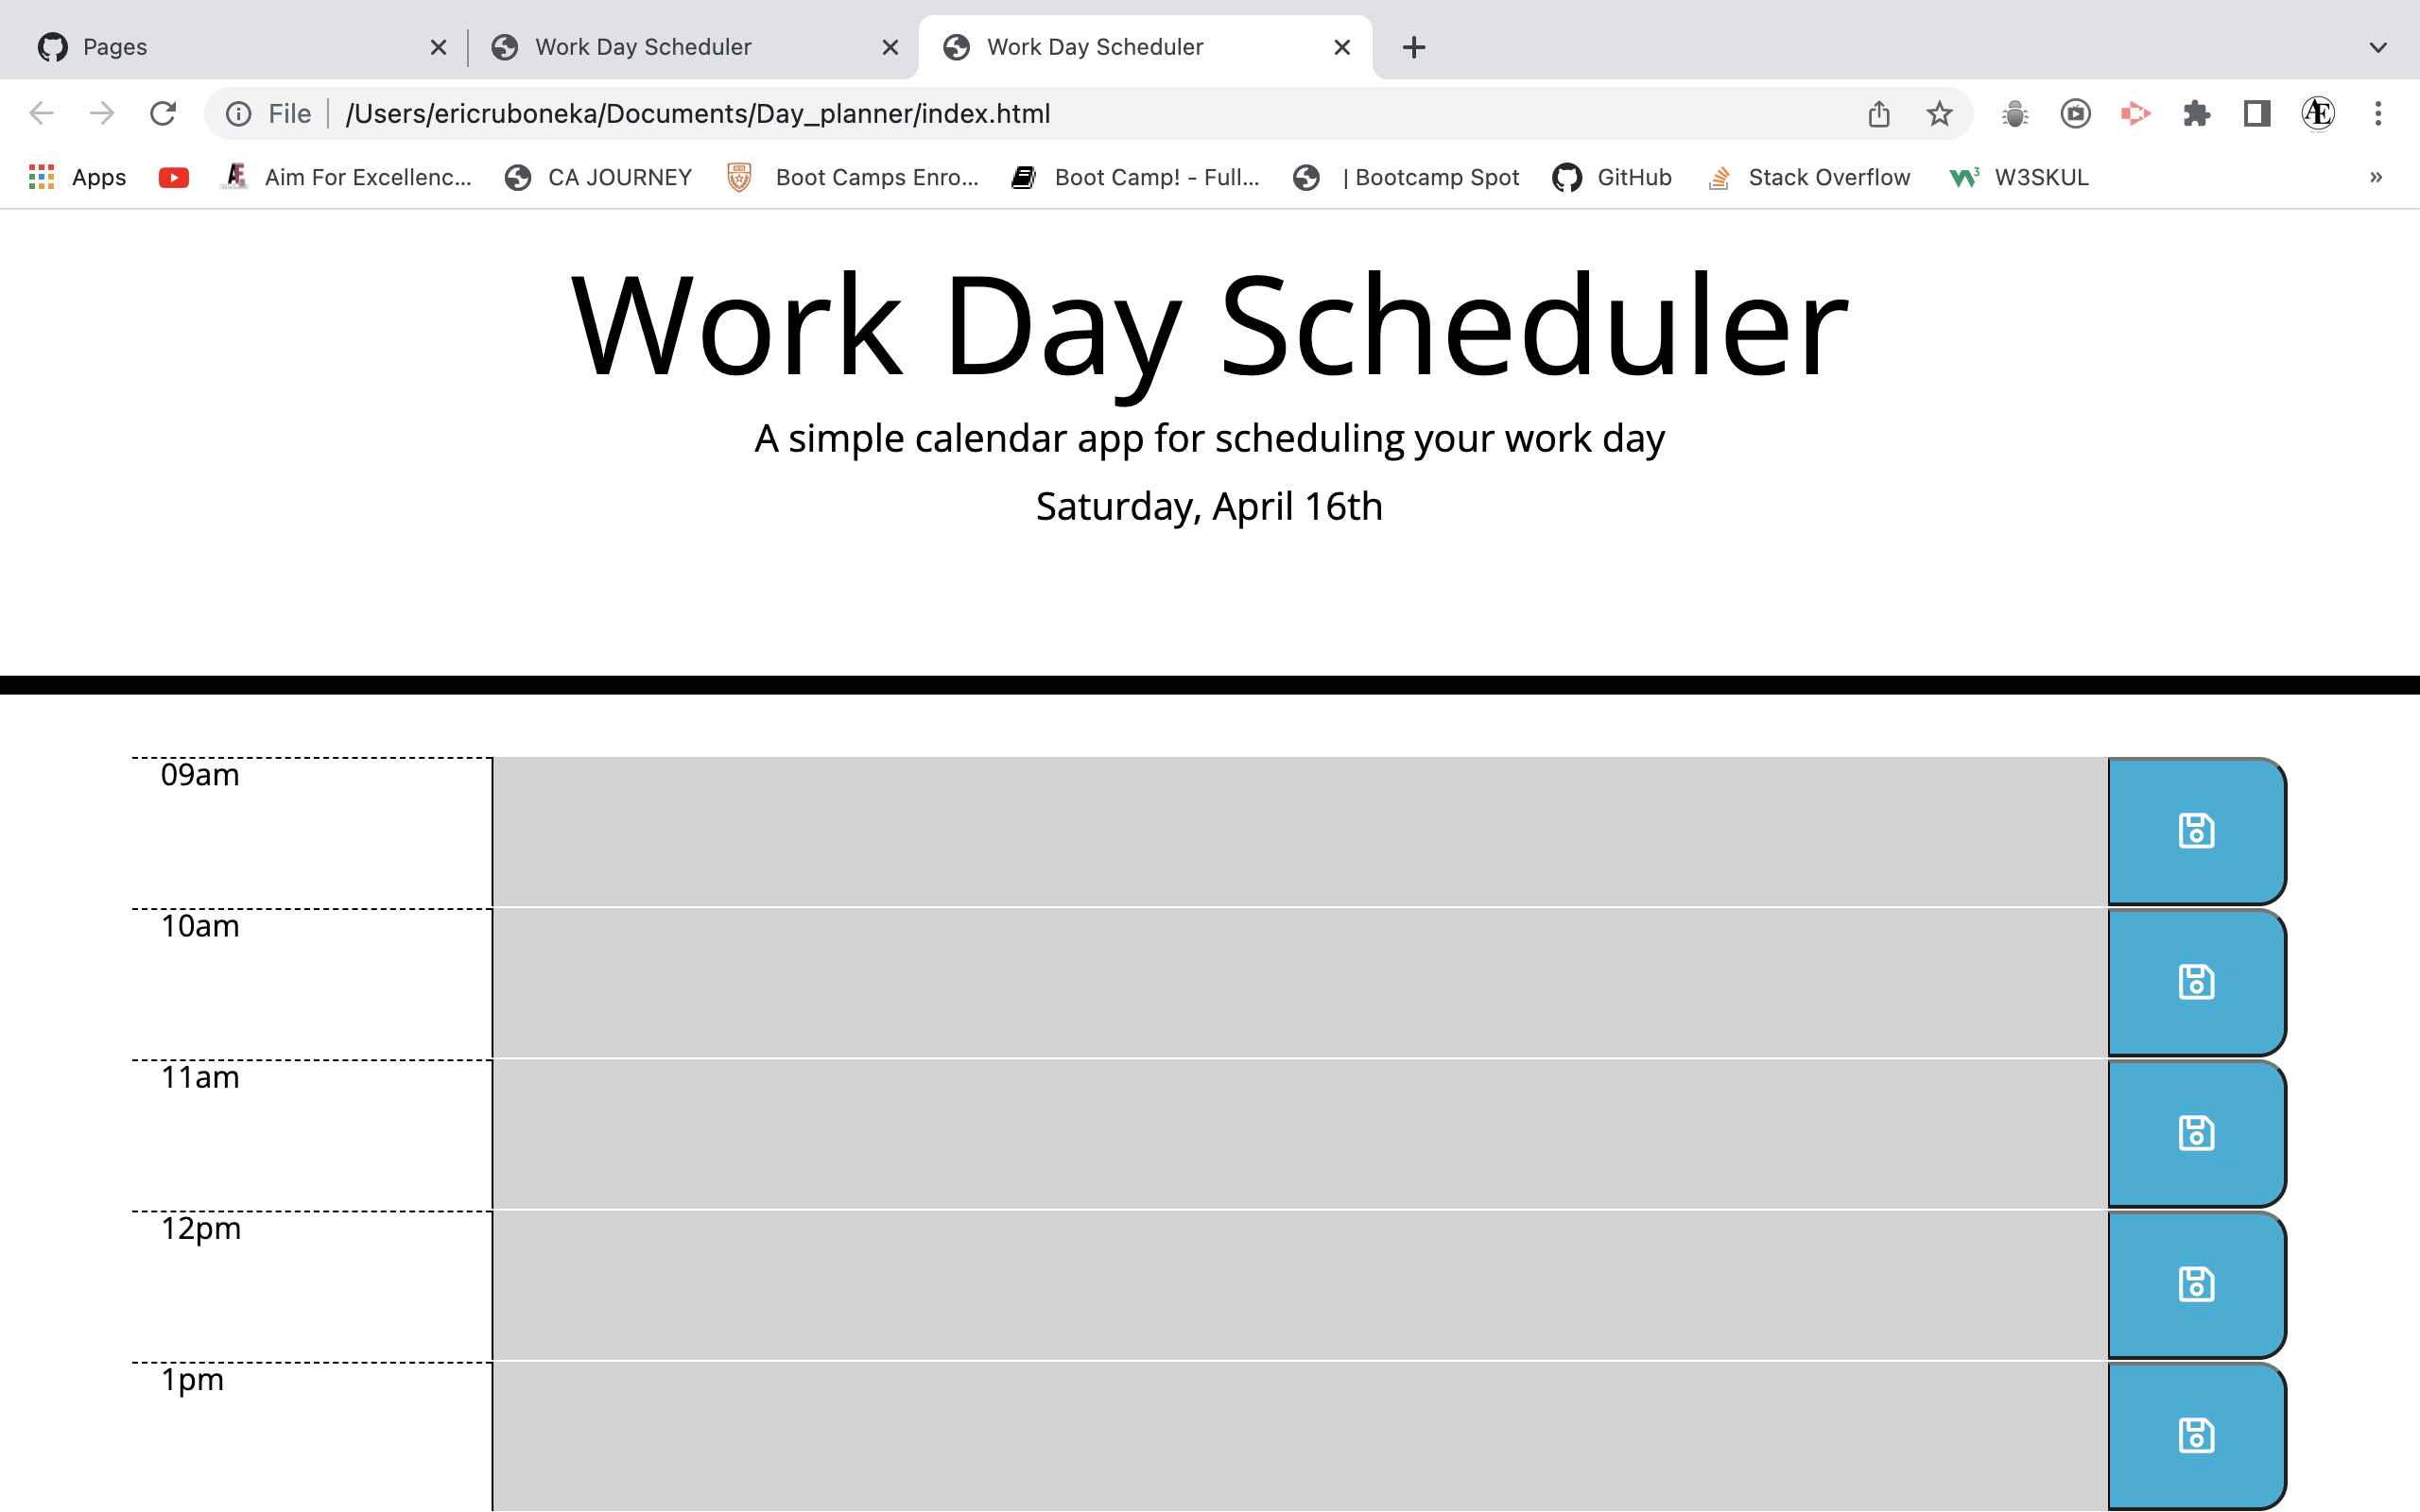 Pages
Work Day Scheduler
Work Day Scheduler
File /Users/ericruboneka/Documents/Day_planner/index.html
Apps Aim For Excellenc... CA JOURNEY Boot Camps Enro... Boot Camp! - Full... | Bootcamp Spot GitHub Stack Overflow W3SKUL
Work Day Scheduler
A simple calendar app for scheduling your work day
Saturday, April 16th
09am
10am
11am
12pm
1pm